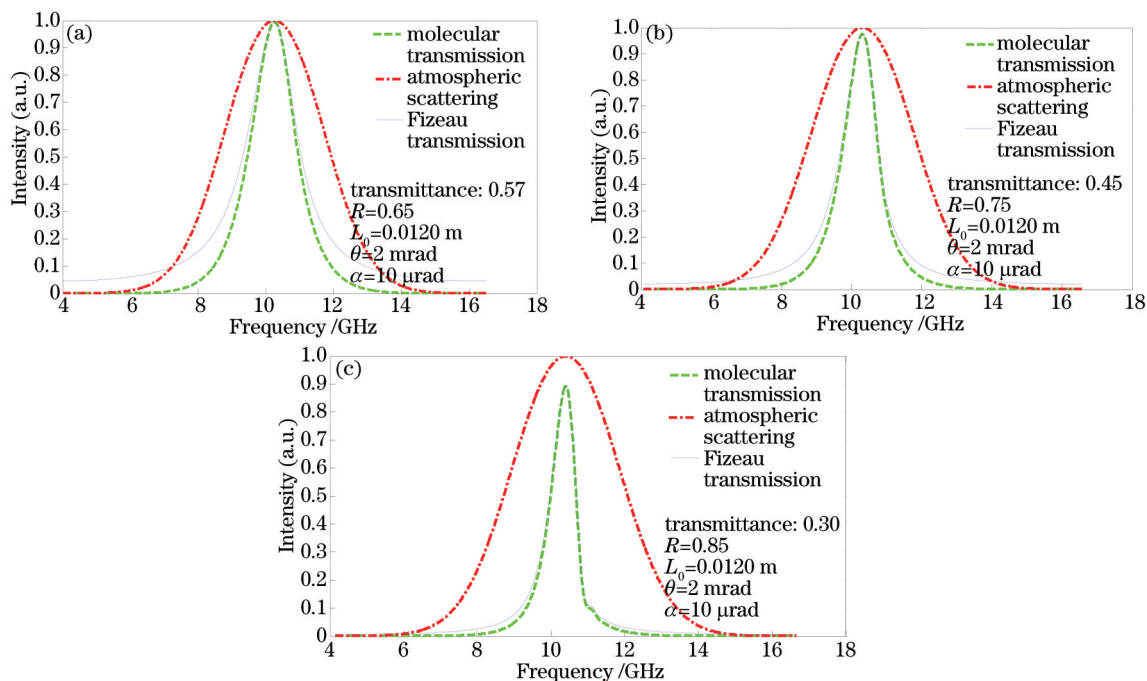 (a)
1.0
0.9
0.8
0.7
0.6
0.5
0.4
0.3
0.2
0.1
0
Intensity (a.u.)
molecular
transmission
atmospheric
scattering
Fizeau
transmission
transmittance: 0.57
R=0.65
L₀=0.0120 m
θ=2 mrad
α=10 μrad
4 6 8 10 12 14 16 18
Frequency /GHz
(b)
1.0
0.9
0.8
0.7
0.6
0.5
0.4
0.3
0.2
0.1
0
Intensity (a.u.)
molecular
transmission
atmospheric
scattering
Fizeau
transmission
transmittance: 0.45
R=0.75
L₀=0.0120 m
θ=2 mrad
α=10 μrad
4 6 8 10 12 14 16 18
Frequency /GHz
(c)
1.0
0.9
0.8
0.7
0.6
0.5
0.4
0.3
0.2
0.1
0
Intensity (a.u.)
molecular
transmission
atmospheric
scattering
Fizeau
transmission
transmittance: 0.30
R=0.85
L₀=0.0120 m
θ=2 mrad
α=10 μrad
4 6 8 10 12 14 16 18
Frequency /GHz